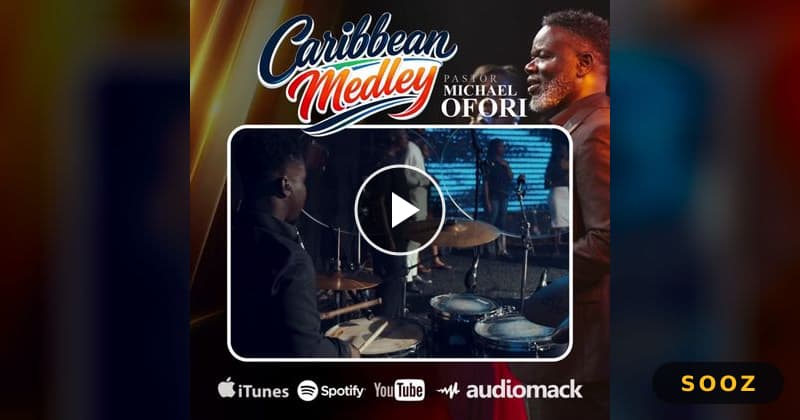 Caribbean
Medley
PASTOR
MICHAEL
OFORI
iTunes Spotify YouTube audiomack
SOOZ